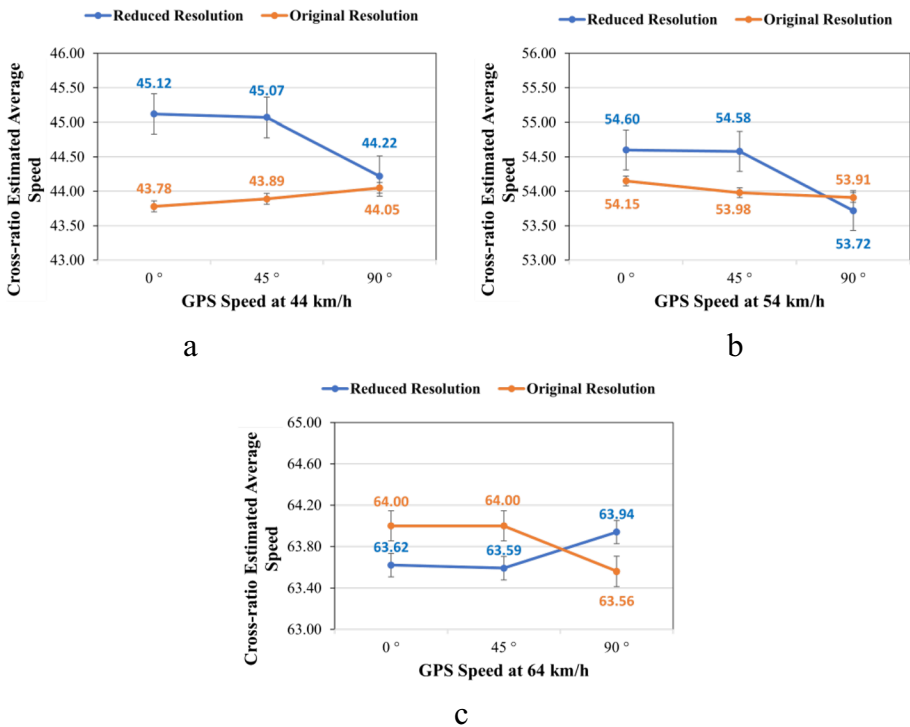 Reduced Resolution Original Resolution
46.00
45.50
45.00
44.50
44.00
43.50
43.00
Cross-ratio Estimated Average
Speed
45.12
45.07
44.22
43.78
43.89
44.05
0 ° 45 ° 90 °
GPS Speed at 44 km/h
a
Reduced Resolution Original Resolution
56.00
55.50
55.00
54.50
54.00
53.50
53.00
Cross-ratio Estimated Average
Speed
54.60
54.58
53.91
54.15
53.98
53.72
0 ° 45 ° 90 °
GPS Speed at 54 km/h
b
Reduced Resolution Original Resolution
65.00
64.60
64.20
63.80
63.40
63.00
Cross-ratio Estimated Average
Speed
64.00
64.00
63.94
63.62
63.59
63.56
0 ° 45 ° 90 °
GPS Speed at 64 km/h
c